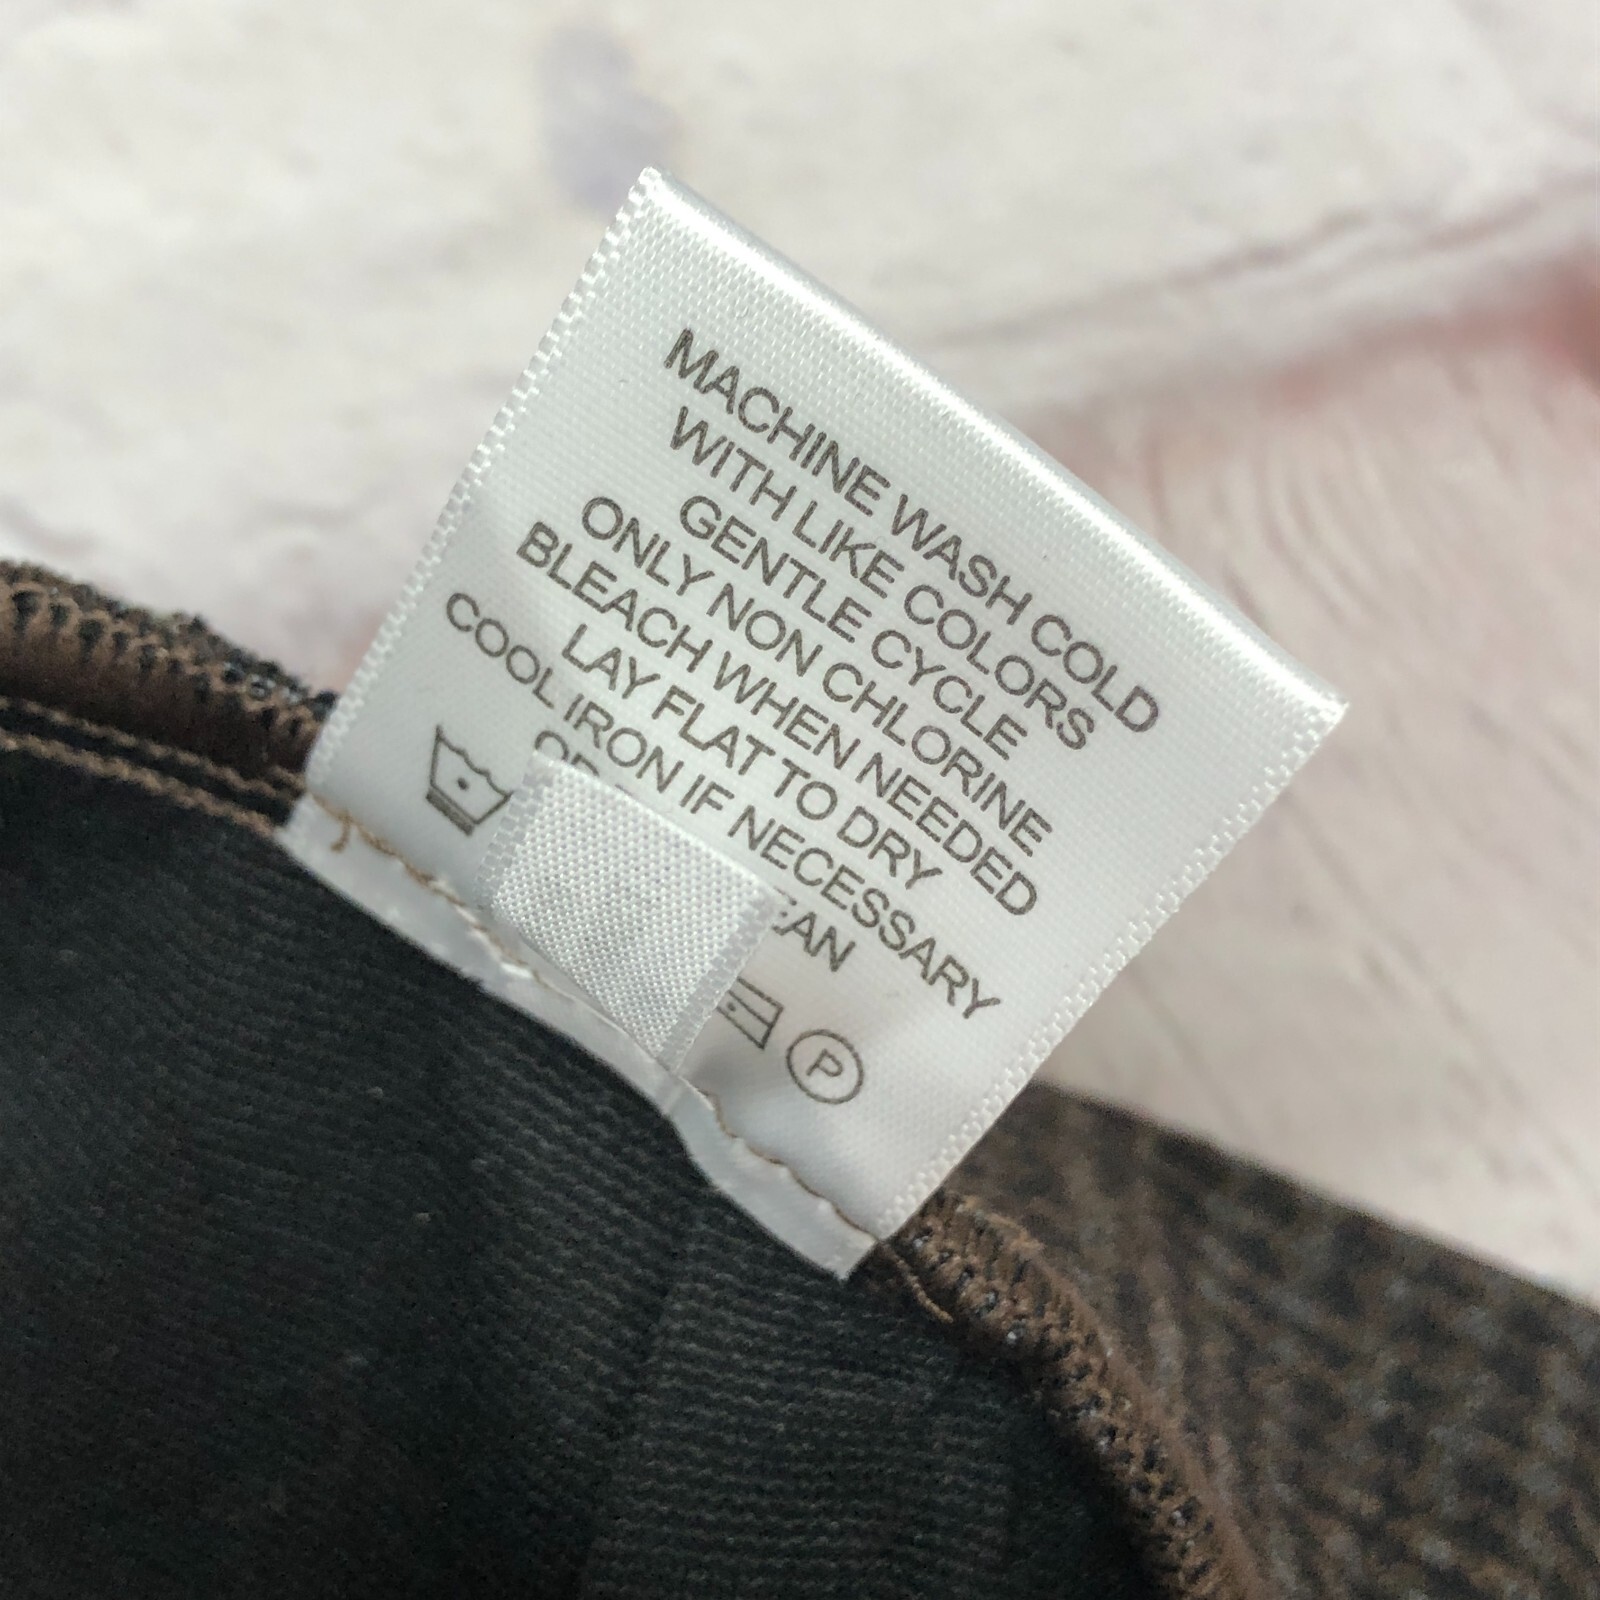 MACHINE WASH COLD
WITH LIKE COLORS
GENTLE CYCLE
ONLY NON CHLORINE
BLEACH WHEN NEEDED
LAY FLAT TO DRY
COOL IRON IF NECESSARY
OR
P